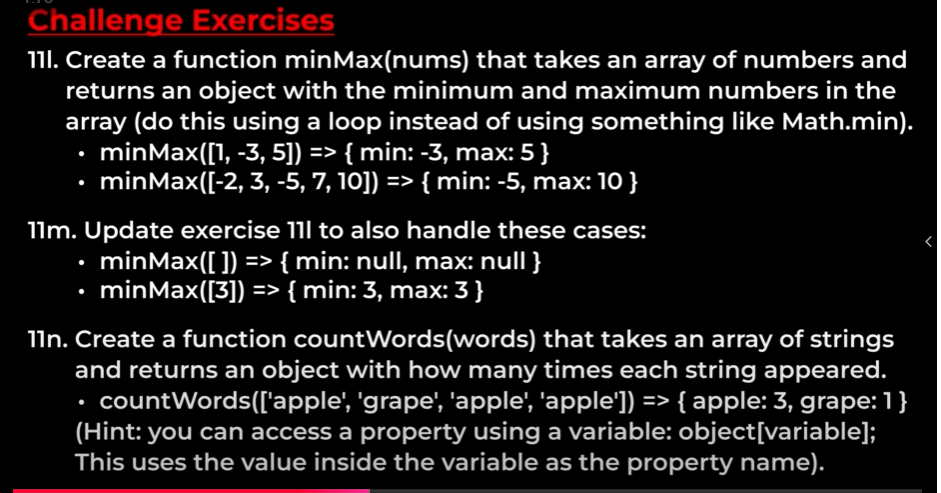 Challenge Exercises
11l. Create a function minMax(nums) that takes an array of numbers and
returns an object with the minimum and maximum numbers in the
array (do this using a loop instead of using something like Math.min).
• minMax([1, -3, 5]) => { min: -3, max: 5 }
• minMax([-2, 3, -5, 7, 10]) => { min: -5, max: 10 }
11m. Update exercise 11l to also handle these cases:
• minMax([ ]) => { min: null, max: null }
• minMax([3]) => { min: 3, max: 3 }
11n. Create a function countWords(words) that takes an array of strings
and returns an object with how many times each string appeared.
• countWords(['apple', 'grape', 'apple', 'apple']) => { apple: 3, grape: 1 }
(Hint: you can access a property using a variable: object[variable];
This uses the value inside the variable as the property name).